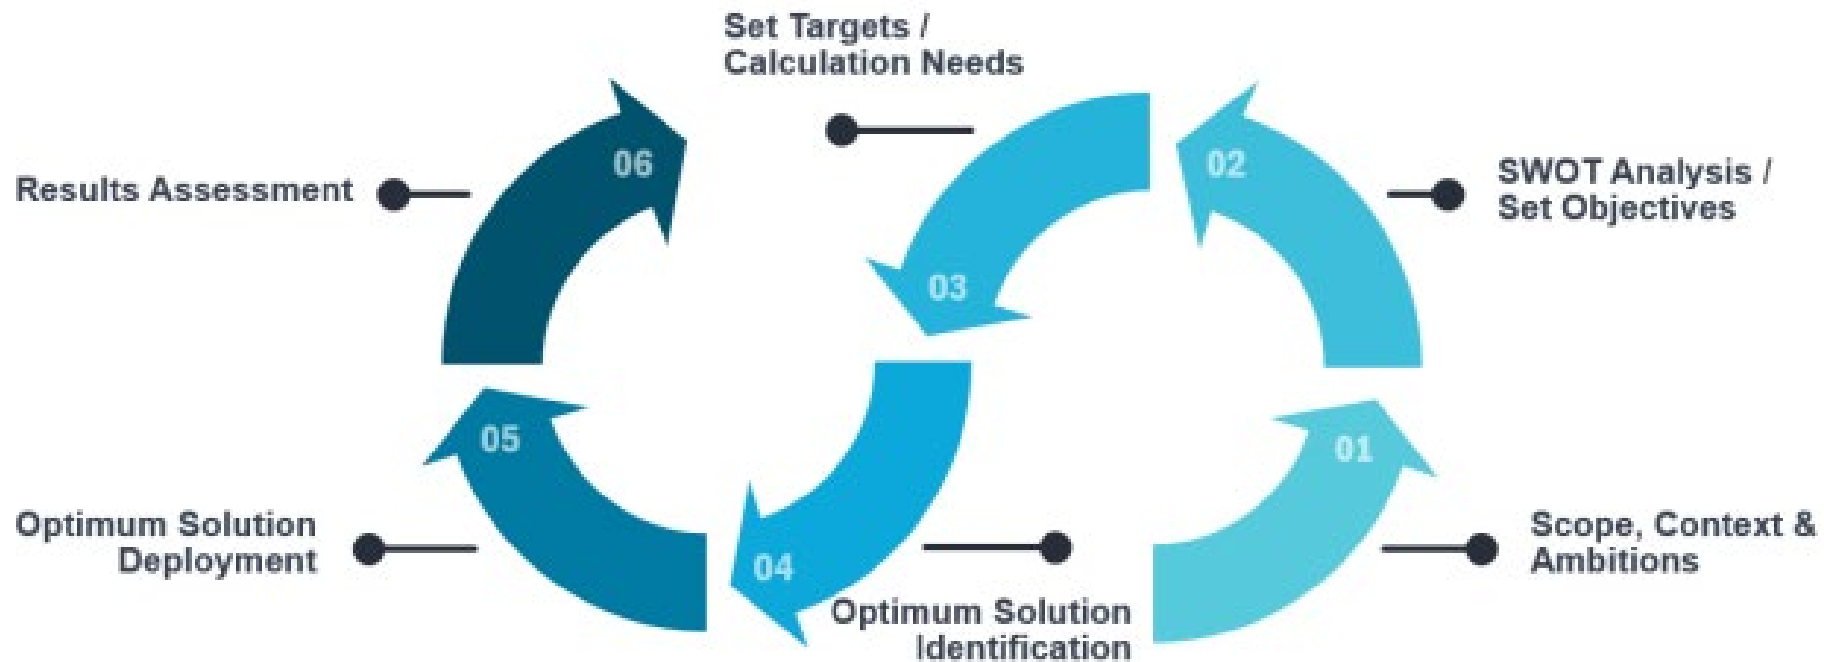 Set Targets /
Calculation Needs
06
02
Results Assessment
SWOT Analysis /
Set Objectives
03
05
01
Optimum Solution
Deployment
04
Scope, Context &
Ambitions
Optimum Solution
Identification